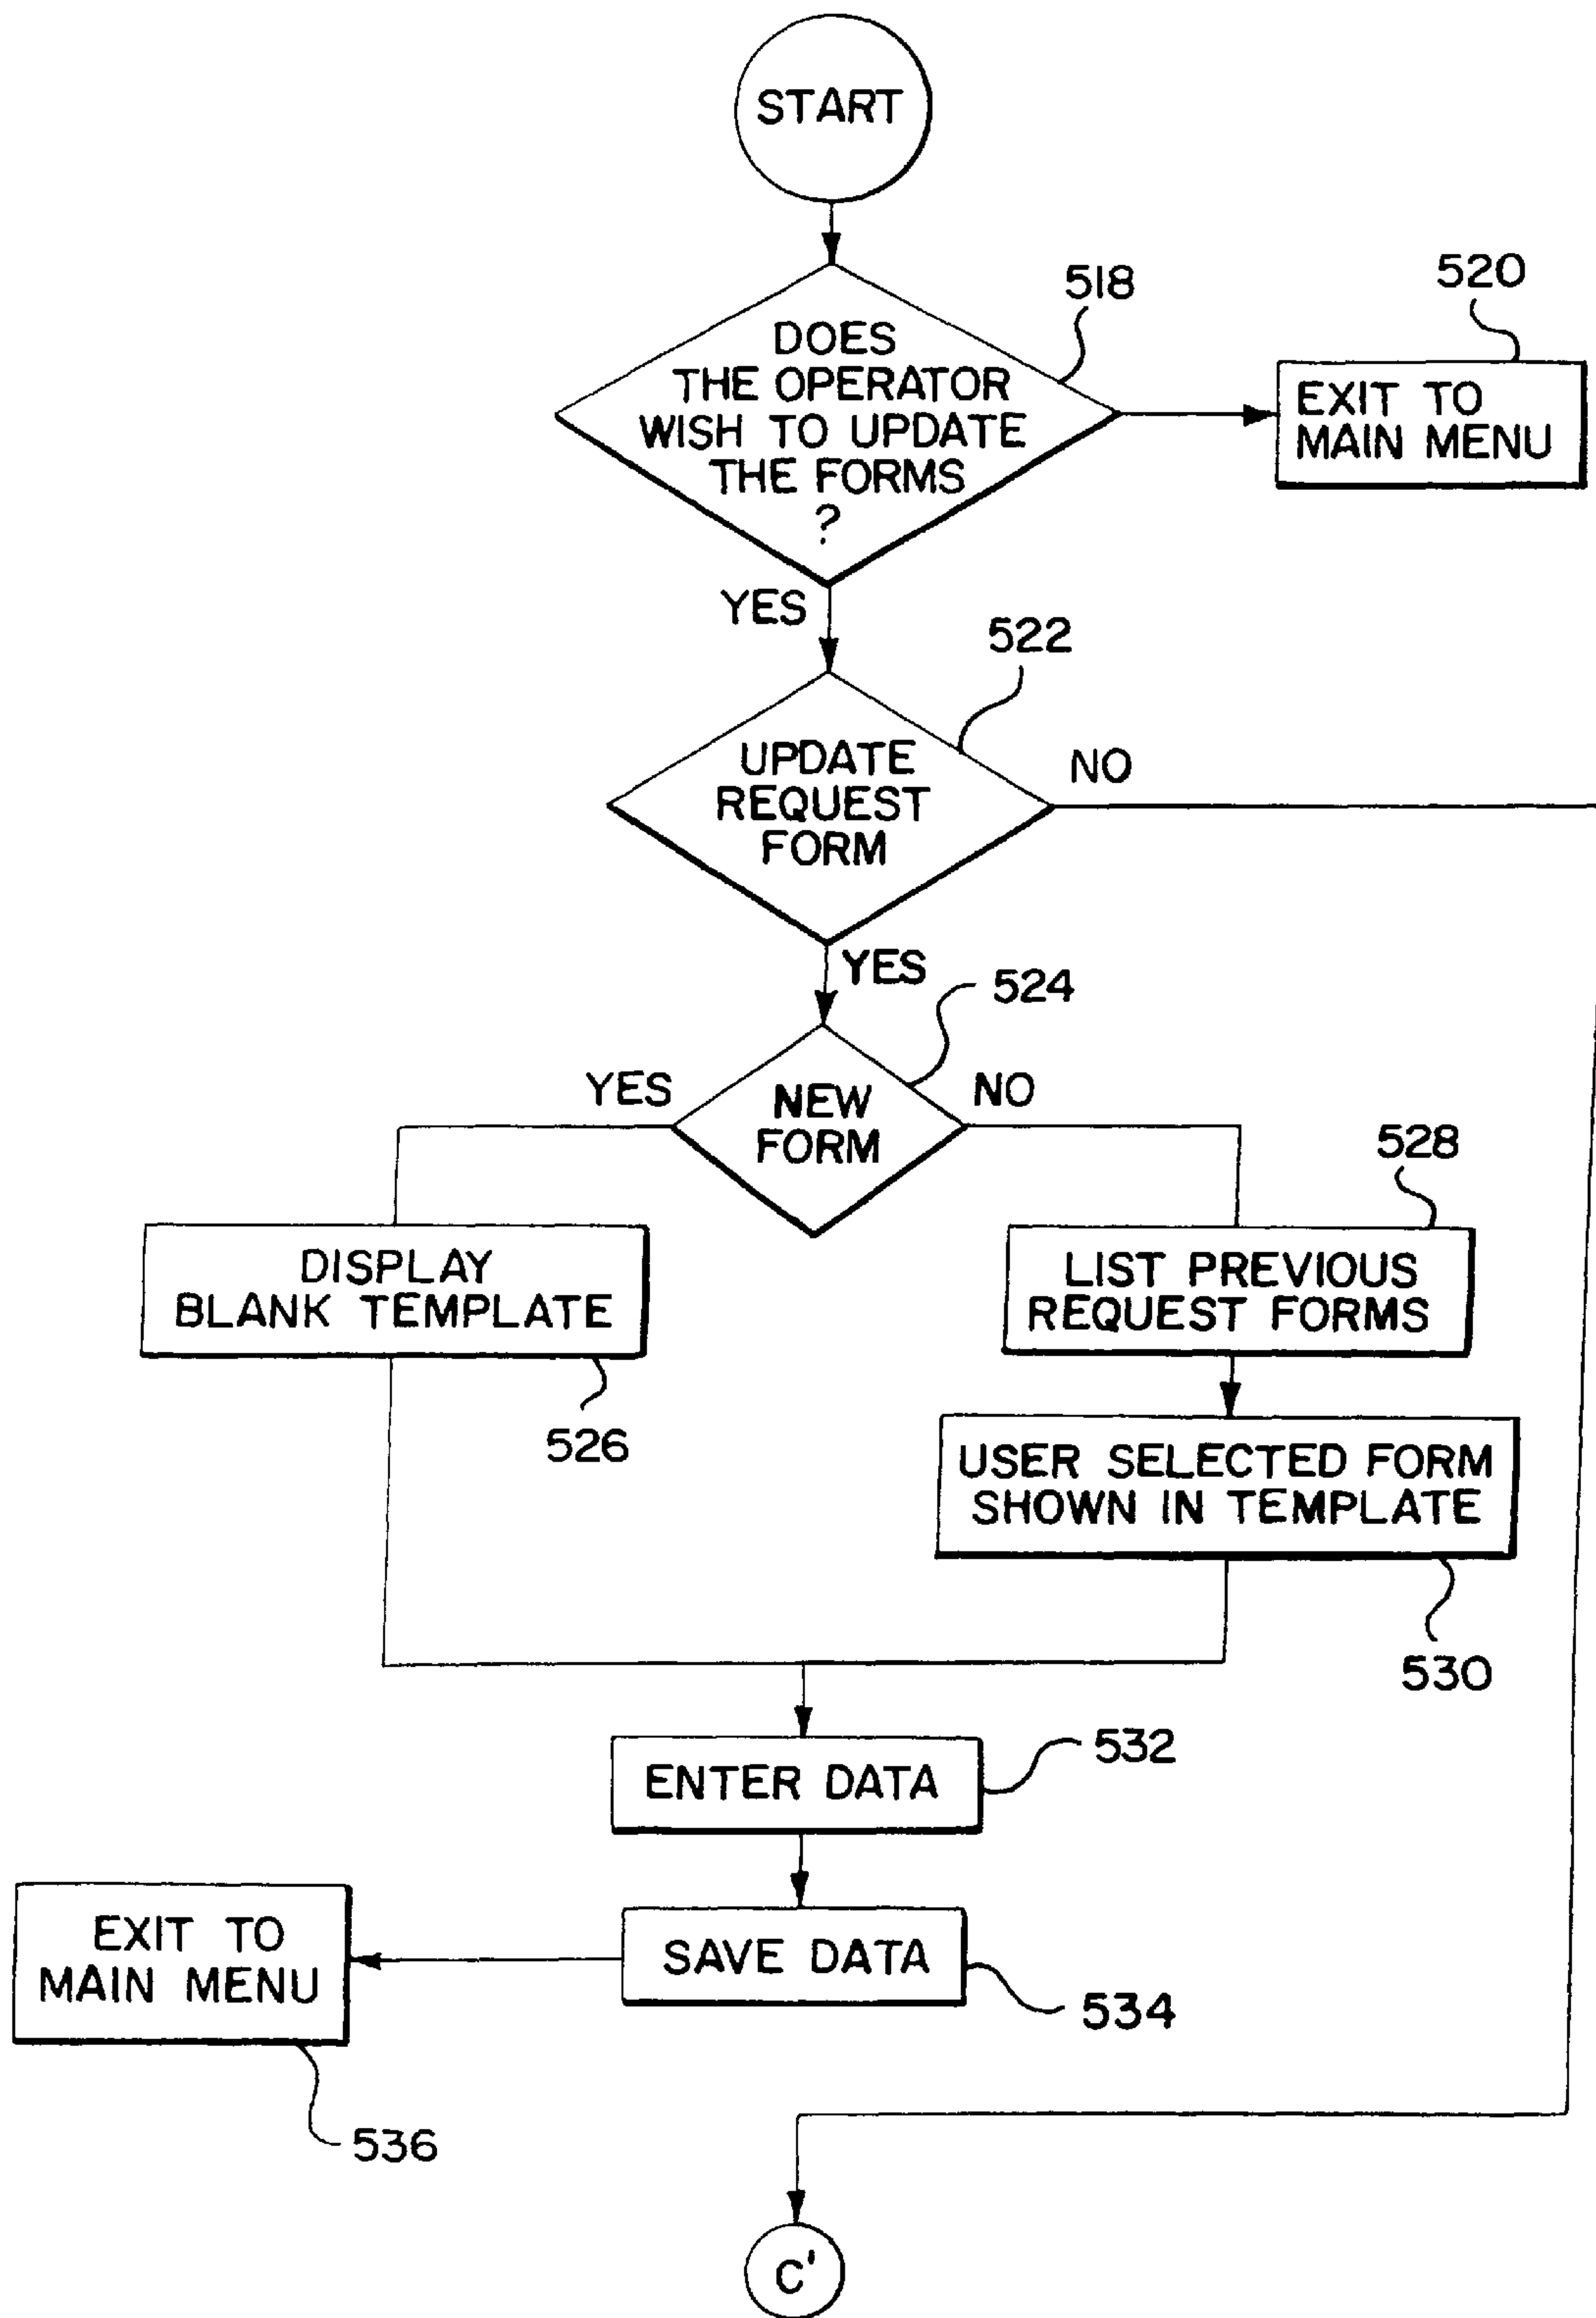 START
518
520
DOES
THE OPERATOR
WISH TO UPDATE
THE FORMS
?
EXIT TO
MAIN MENU
YES
522
UPDATE
REQUEST
FORM
NO
YES
524
YES
NEW
FORM
NO
528
DISPLAY
BLANK TEMPLATE
LIST PREVIOUS
REQUEST FORMS
526
USER SELECTED FORM
SHOWN IN TEMPLATE
530
532
ENTER DATA
EXIT TO
MAIN MENU
SAVE DATA
534
536
C'